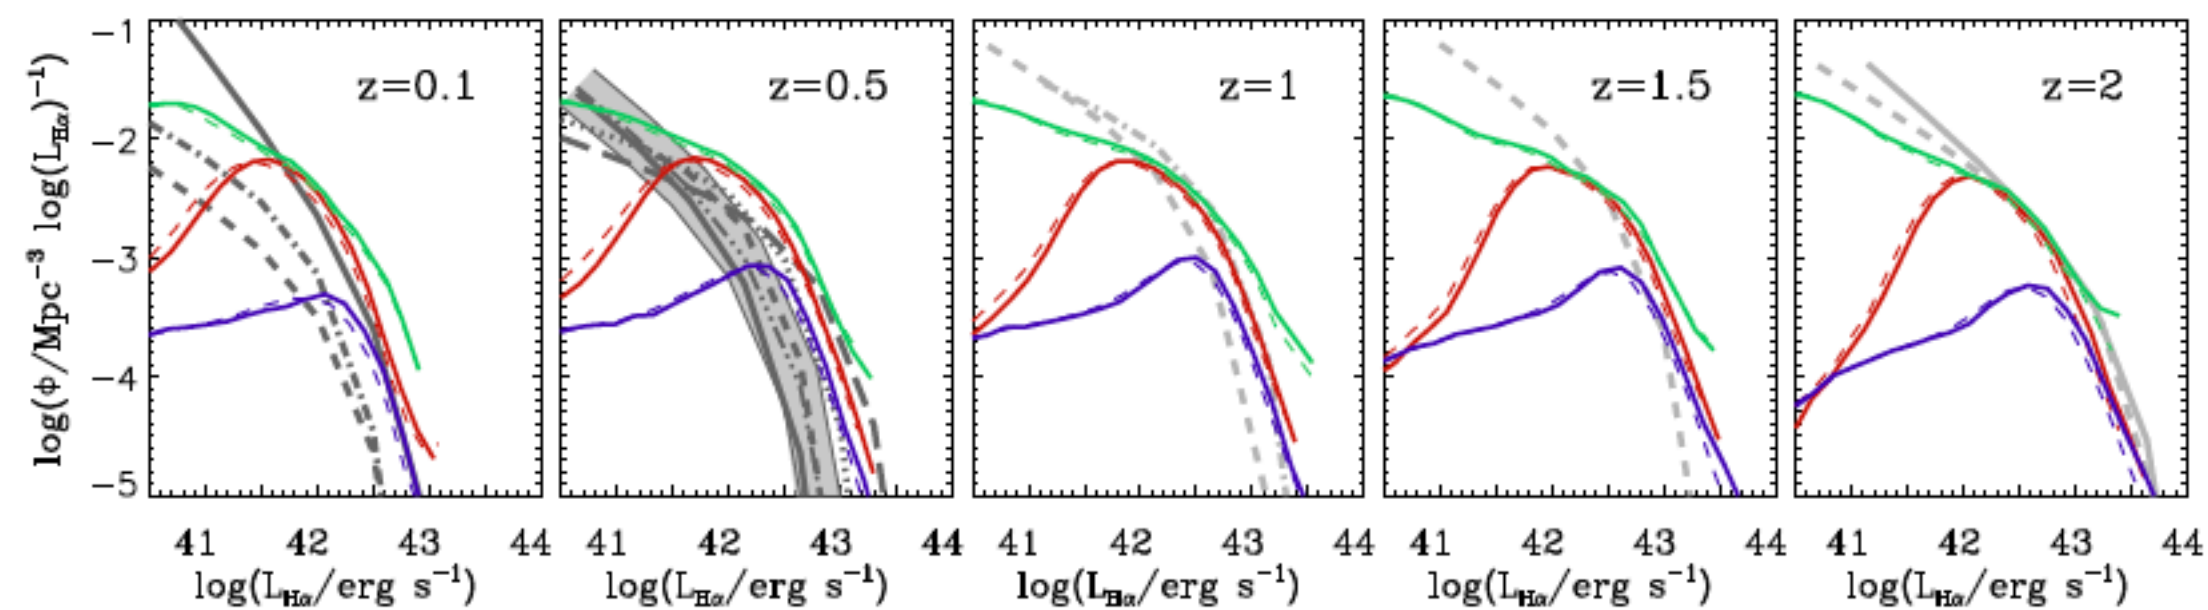 z=0.1
z=0.5
z=1
z=1.5
z=2
log(ϕ/Mpc⁻³ log(L_Hα)⁻¹
−1
−2
−3
−4
−5
41 42 43 44
41 42 43 44
41 42 43 44
41 42 43 44
41 42 43 44
log(L_Hα/erg s⁻¹)
log(L_Hα/erg s⁻¹)
log(L_Hα/erg s⁻¹)
log(L_Hα/erg s⁻¹)
log(L_Hα/erg s⁻¹)